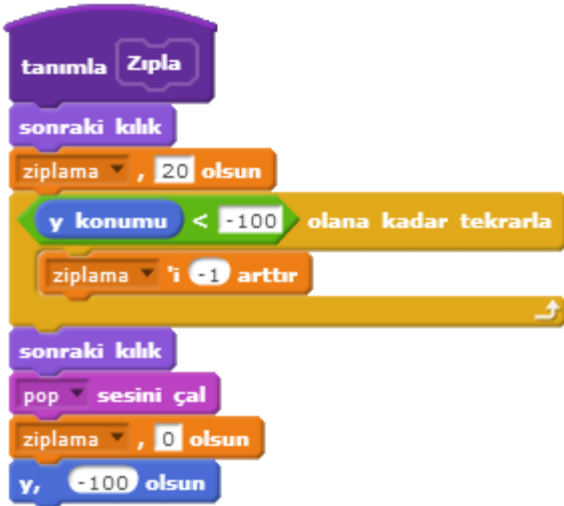 tanımla Zıpla
sonraki kılık
ziplama , 20 olsun
y konumu < -100 olana kadar tekrarla
ziplama 'i -1 arttır
sonraki kılık
pop sesini çal
ziplama , 0 olsun
y, -100 olsun